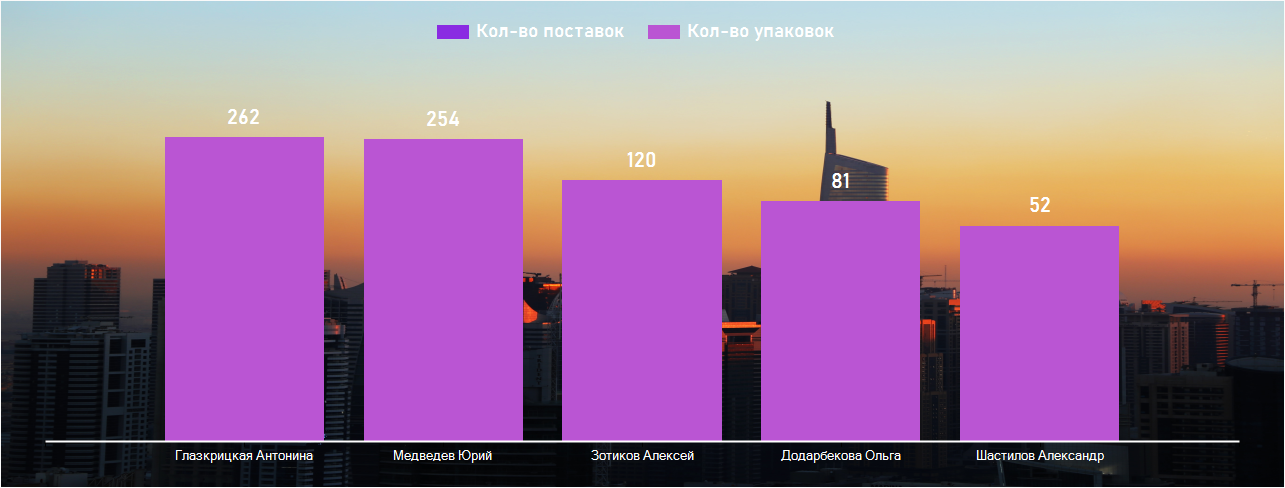 Кол-во поставок Кол-во упаковок
262
254
120
81
52
Глазкрицкая Антонина
Медведев Юрий
Зотиков Алексей
Додарбекова Ольга
Шастилов Александр